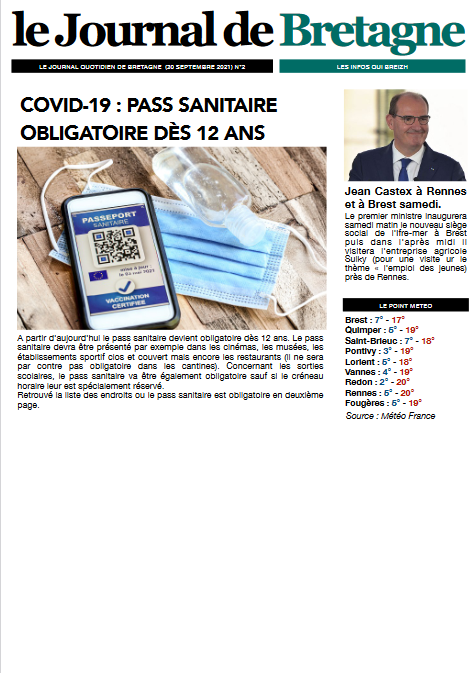 le Journal de Bretagne
LE JOURNAL QUOTIDIEN DE BRETAGNE (30 SEPTEMBRE 2021) N°2
LES INFOS QUI BREIZH
COVID-19 : PASS SANITAIRE
OBLIGATOIRE DÈS 12 ANS
PASSEPORT
SANITAIRE
mise à jour :
VACCINATION
CERTIFIÉE
A partir d'aujourd'hui le pass sanitaire devient obligatoire dès 12 ans. Le pass
sanitaire devra être présenté par exemple dans les cinémas, les musées, les
établissements sportif clos et couvert mais encore les restaurants (il ne sera
par contre pas obligatoire dans les cantines). Concernant les sorties
scolaires, le pass sanitaire va être également obligatoire sauf si le créneau
horaire leur est spécialement réservé.
Retrouvé la liste des endroits ou le pass sanitaire est obligatoire en deuxième
page.
Jean Castex à Rennes
et à Brest samedi.
Le premier ministre inaugurera
samedi matin le nouveau siège
social de l'ifre-mer à Brest
puis dans l'après midi il
visitera l'entreprise agricole
Sulky (pour une visite ur le
thème « l'emploi des jeunes)
près de Rennes.
LE POINT METEO
Brest : 7° - 17°
Quimper : 5° - 19°
Saint-Brieuc : 7° - 18°
Pontivy : 3° - 19°
Lorient : 5° - 18°
Vannes : 4° - 19°
Redon : 2° - 20°
Rennes : 5° - 20°
Fougères : 5° - 19°
Source : Météo France